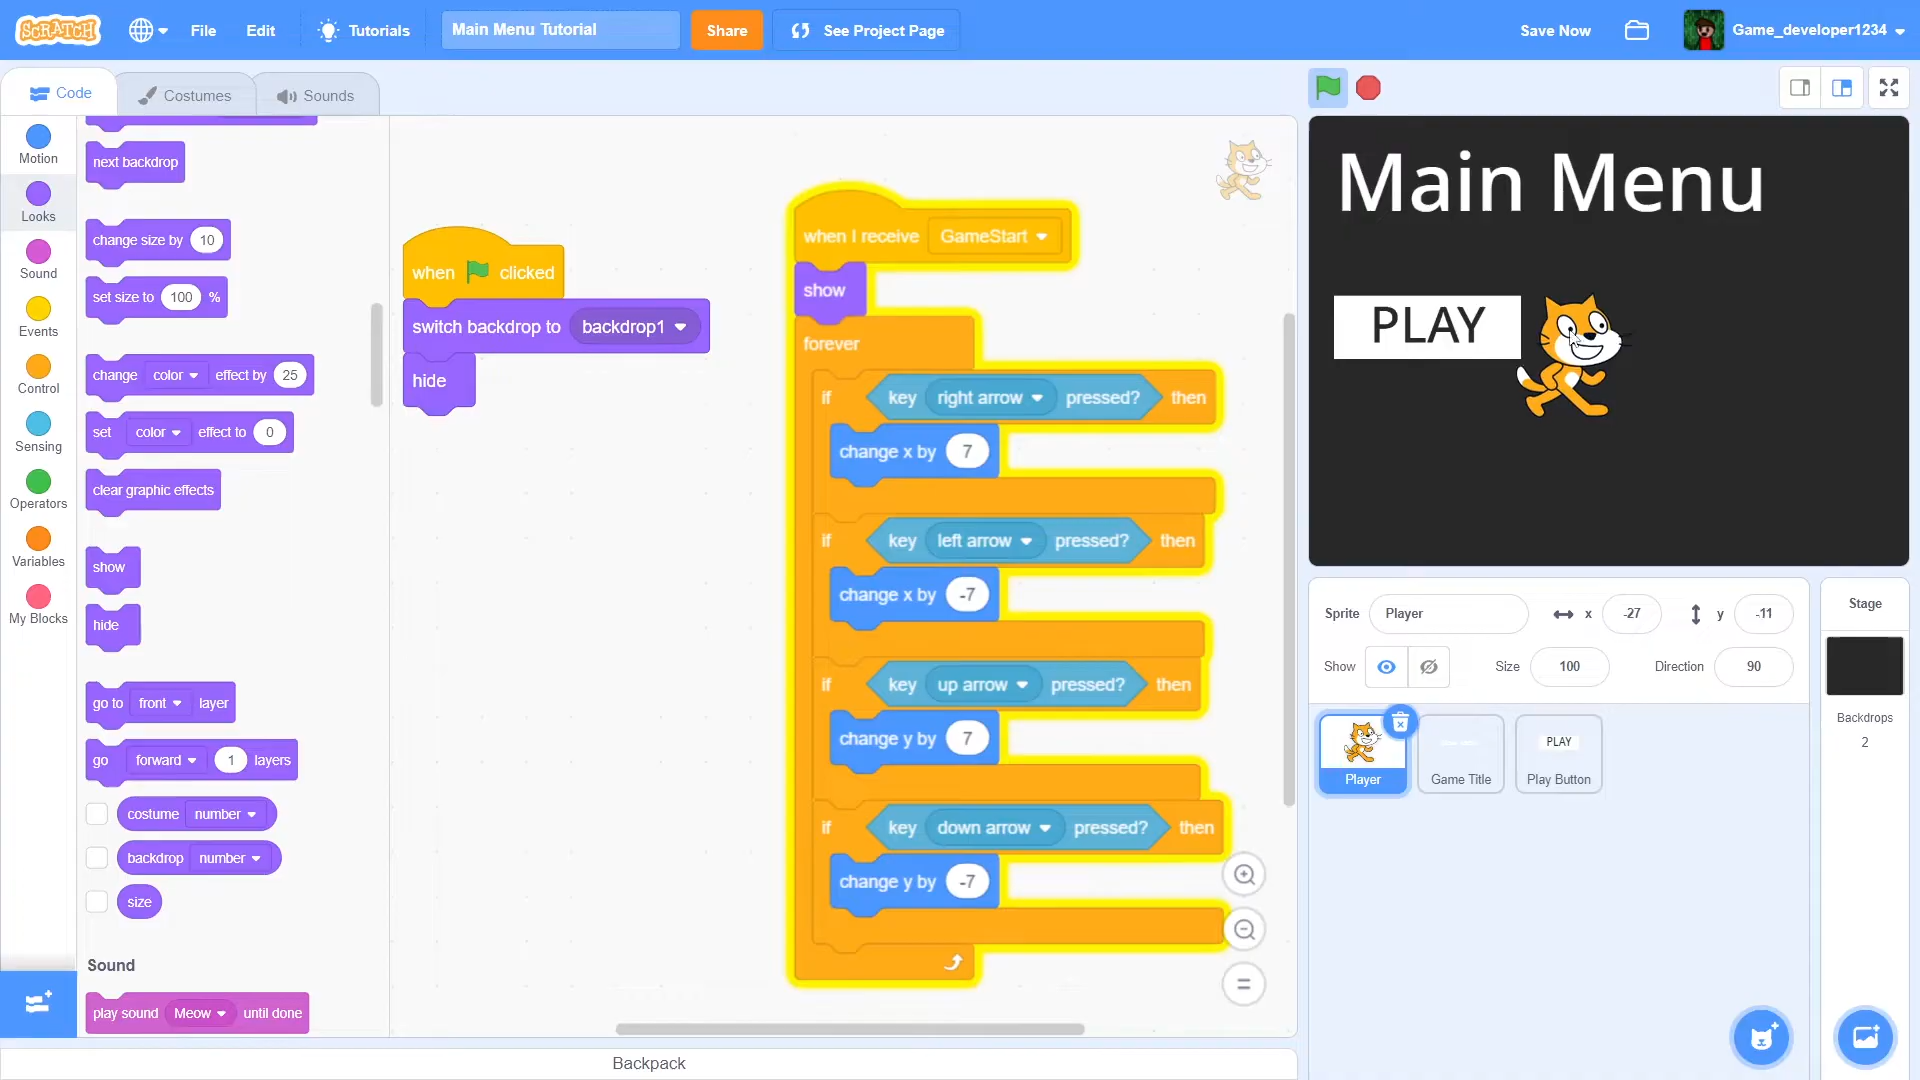 SCRATCH
File
Edit
Tutorials
Main Menu Tutorial
Share
See Project Page
Save Now
Game_developer1234
Code
Costumes
Sounds
Motion
Looks
Sound
Events
Control
Sensing
Operators
Variables
My Blocks
next backdrop
change size by 10
set size to 100 %
change color effect by 25
set color effect to 0
clear graphic effects
show
hide
go to front layer
go forward 1 layers
costume number
backdrop number
size
Sound
play sound Meow until done
when clicked
switch backdrop to backdrop1
hide
when I receive GameStart
show
forever
if key right arrow pressed? then
change x by 7
if key left arrow pressed? then
change x by -7
if key up arrow pressed? then
change y by 7
if key down arrow pressed? then
change y by -7
Backpack
Main Menu
PLAY
Sprite Player x -27 y -11
Show Size 100 Direction 90
PLAY
Player
Game Title
Play Button
Stage
Backdrops
2